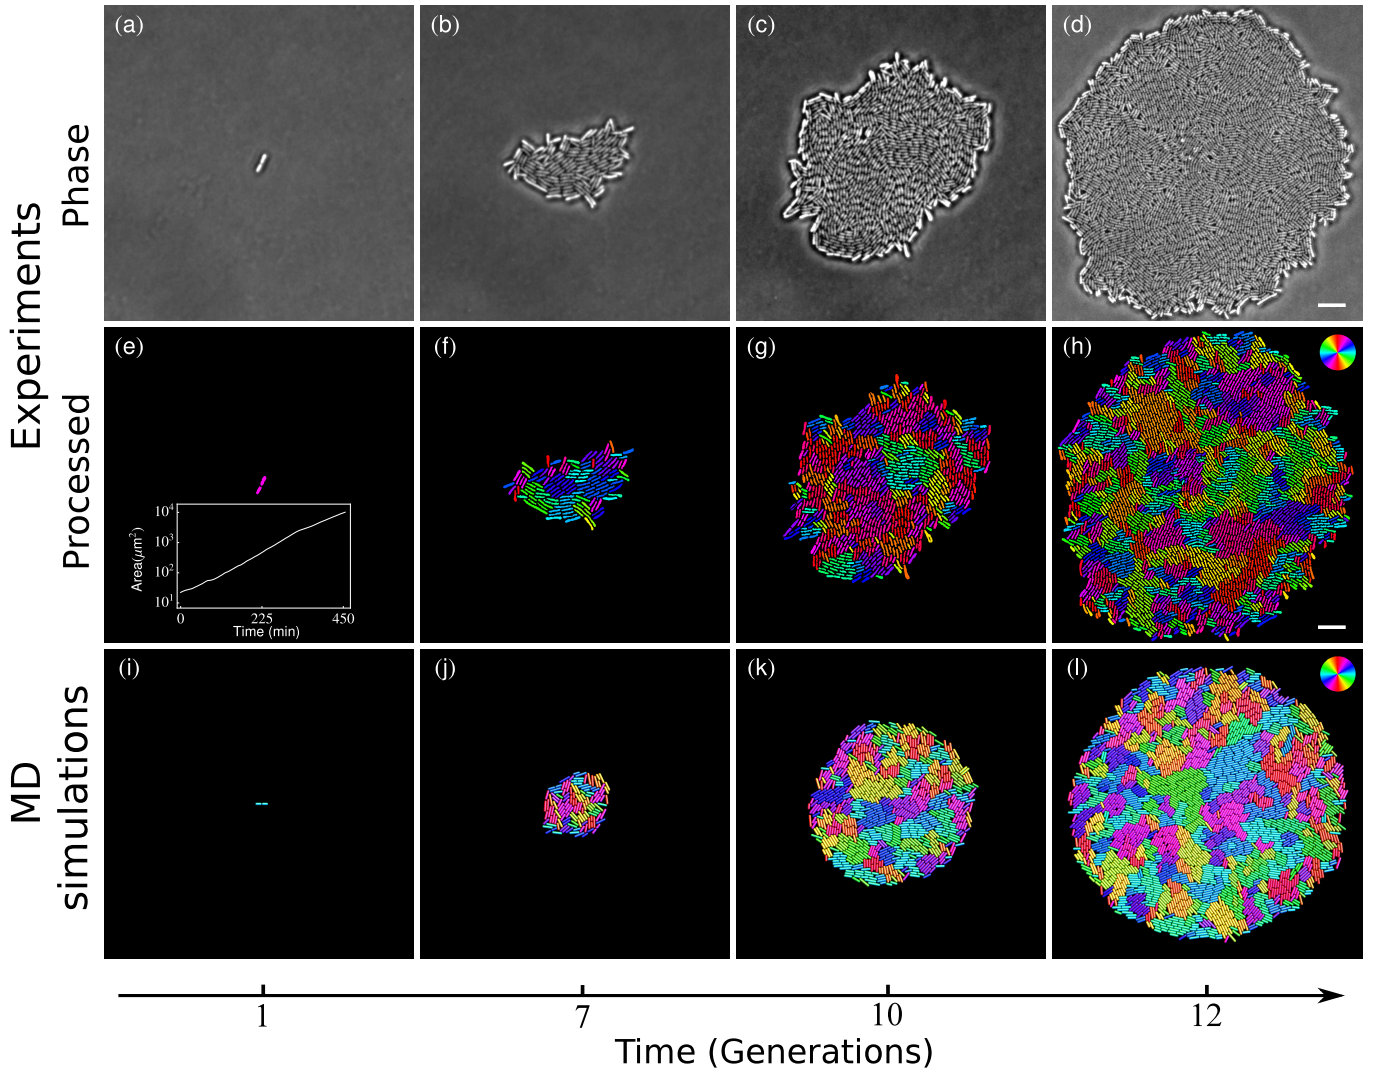 (a)
(b)
(c)
(d)
Experiments
Phase
(e)
(f)
(g)
(h)
Processed
Area(μm²)
10⁴
10³
10²
10¹
0
225
450
Time (min)
(i)
(j)
(k)
(l)
MD
simulations
1
7
10
12
Time (Generations)